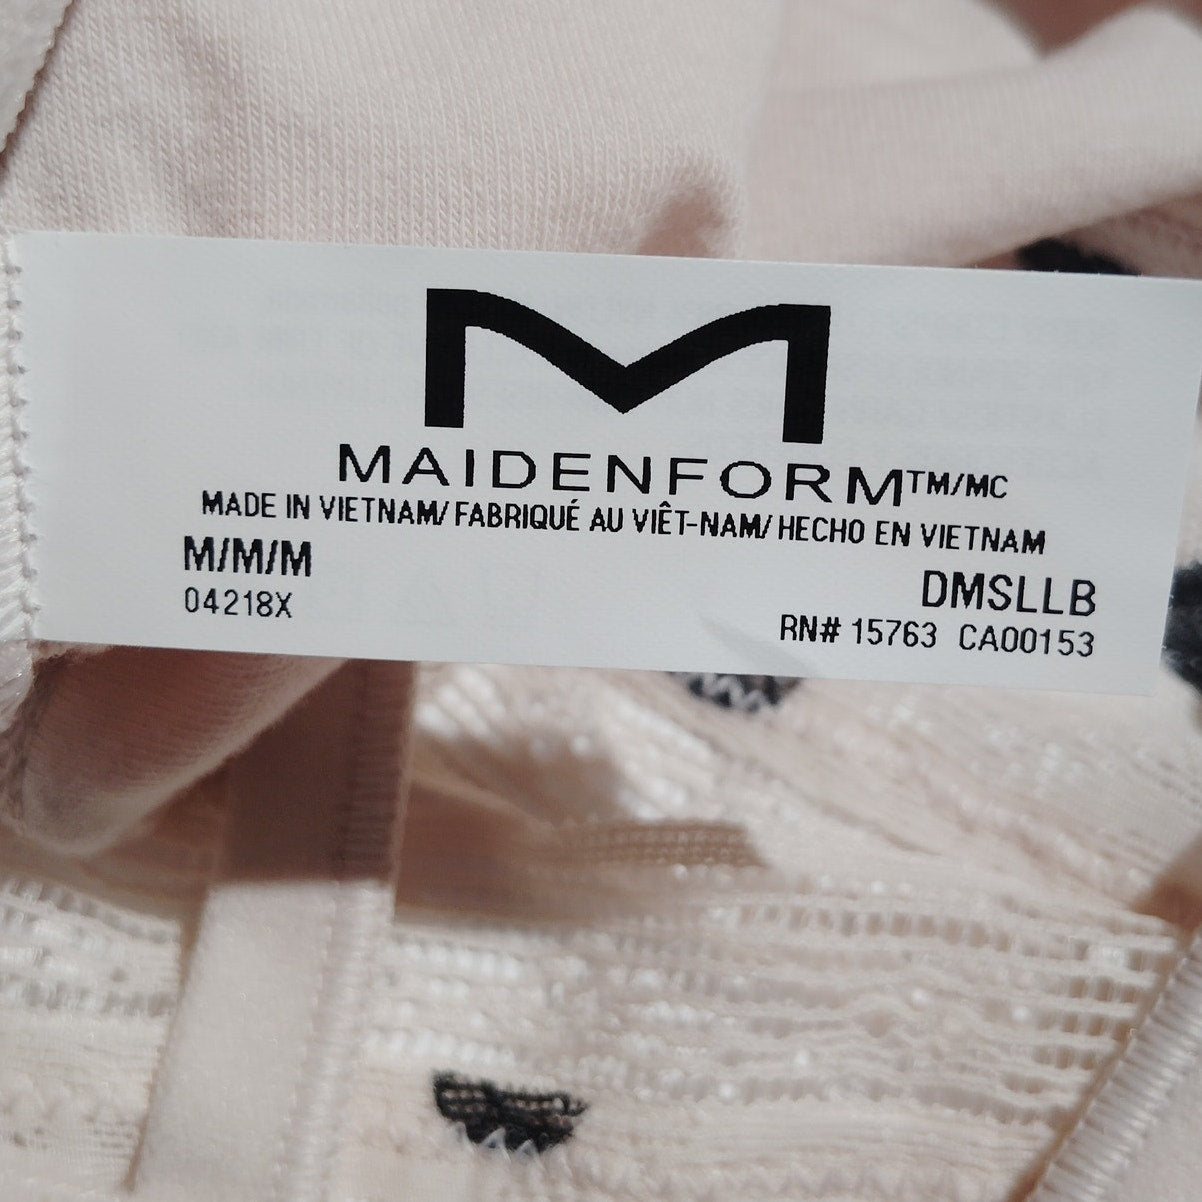 M
MAIDENFORM™/MC
MADE IN VIETNAM/ FABRIQUÉ AU VIÊT-NAM/ HECHO EN VIETNAM
M/M/M
04218X
DMSLLB
RN# 15763 CA00153